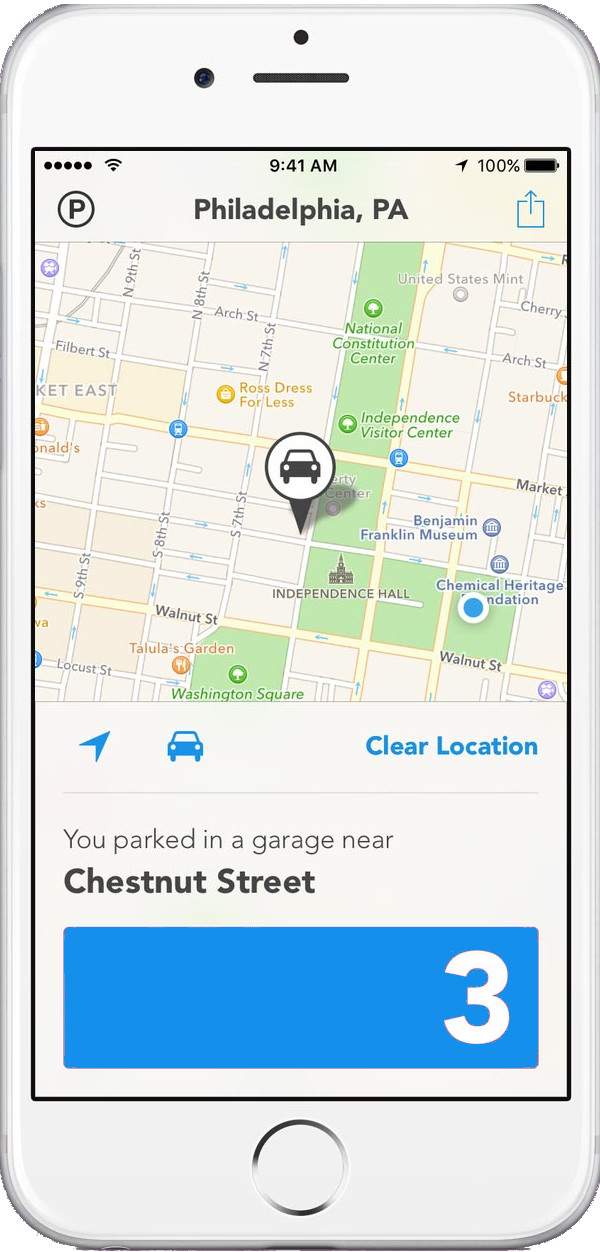 9:41 AM
100%
P
Philadelphia, PA
United States Mint
N 9th St
N 8th St
Arch St
Cherry
National
Constitution
Center
Filbert St
N 7th St
Arch St
KET EAST
Ross Dress
For Less
Starbuck
Independence
Visitor Center
onald's
erty
Center
Market
ks
S 7th St
Benjamin
Franklin Museum
S 8th St
S 9th St
INDEPENDENCE HALL
Chemical Heritage
ndation
wa
Walnut St
Talula's Garden
Walnut St
Locust St
Washington Square
Clear Location
You parked in a garage near
Chestnut Street
3